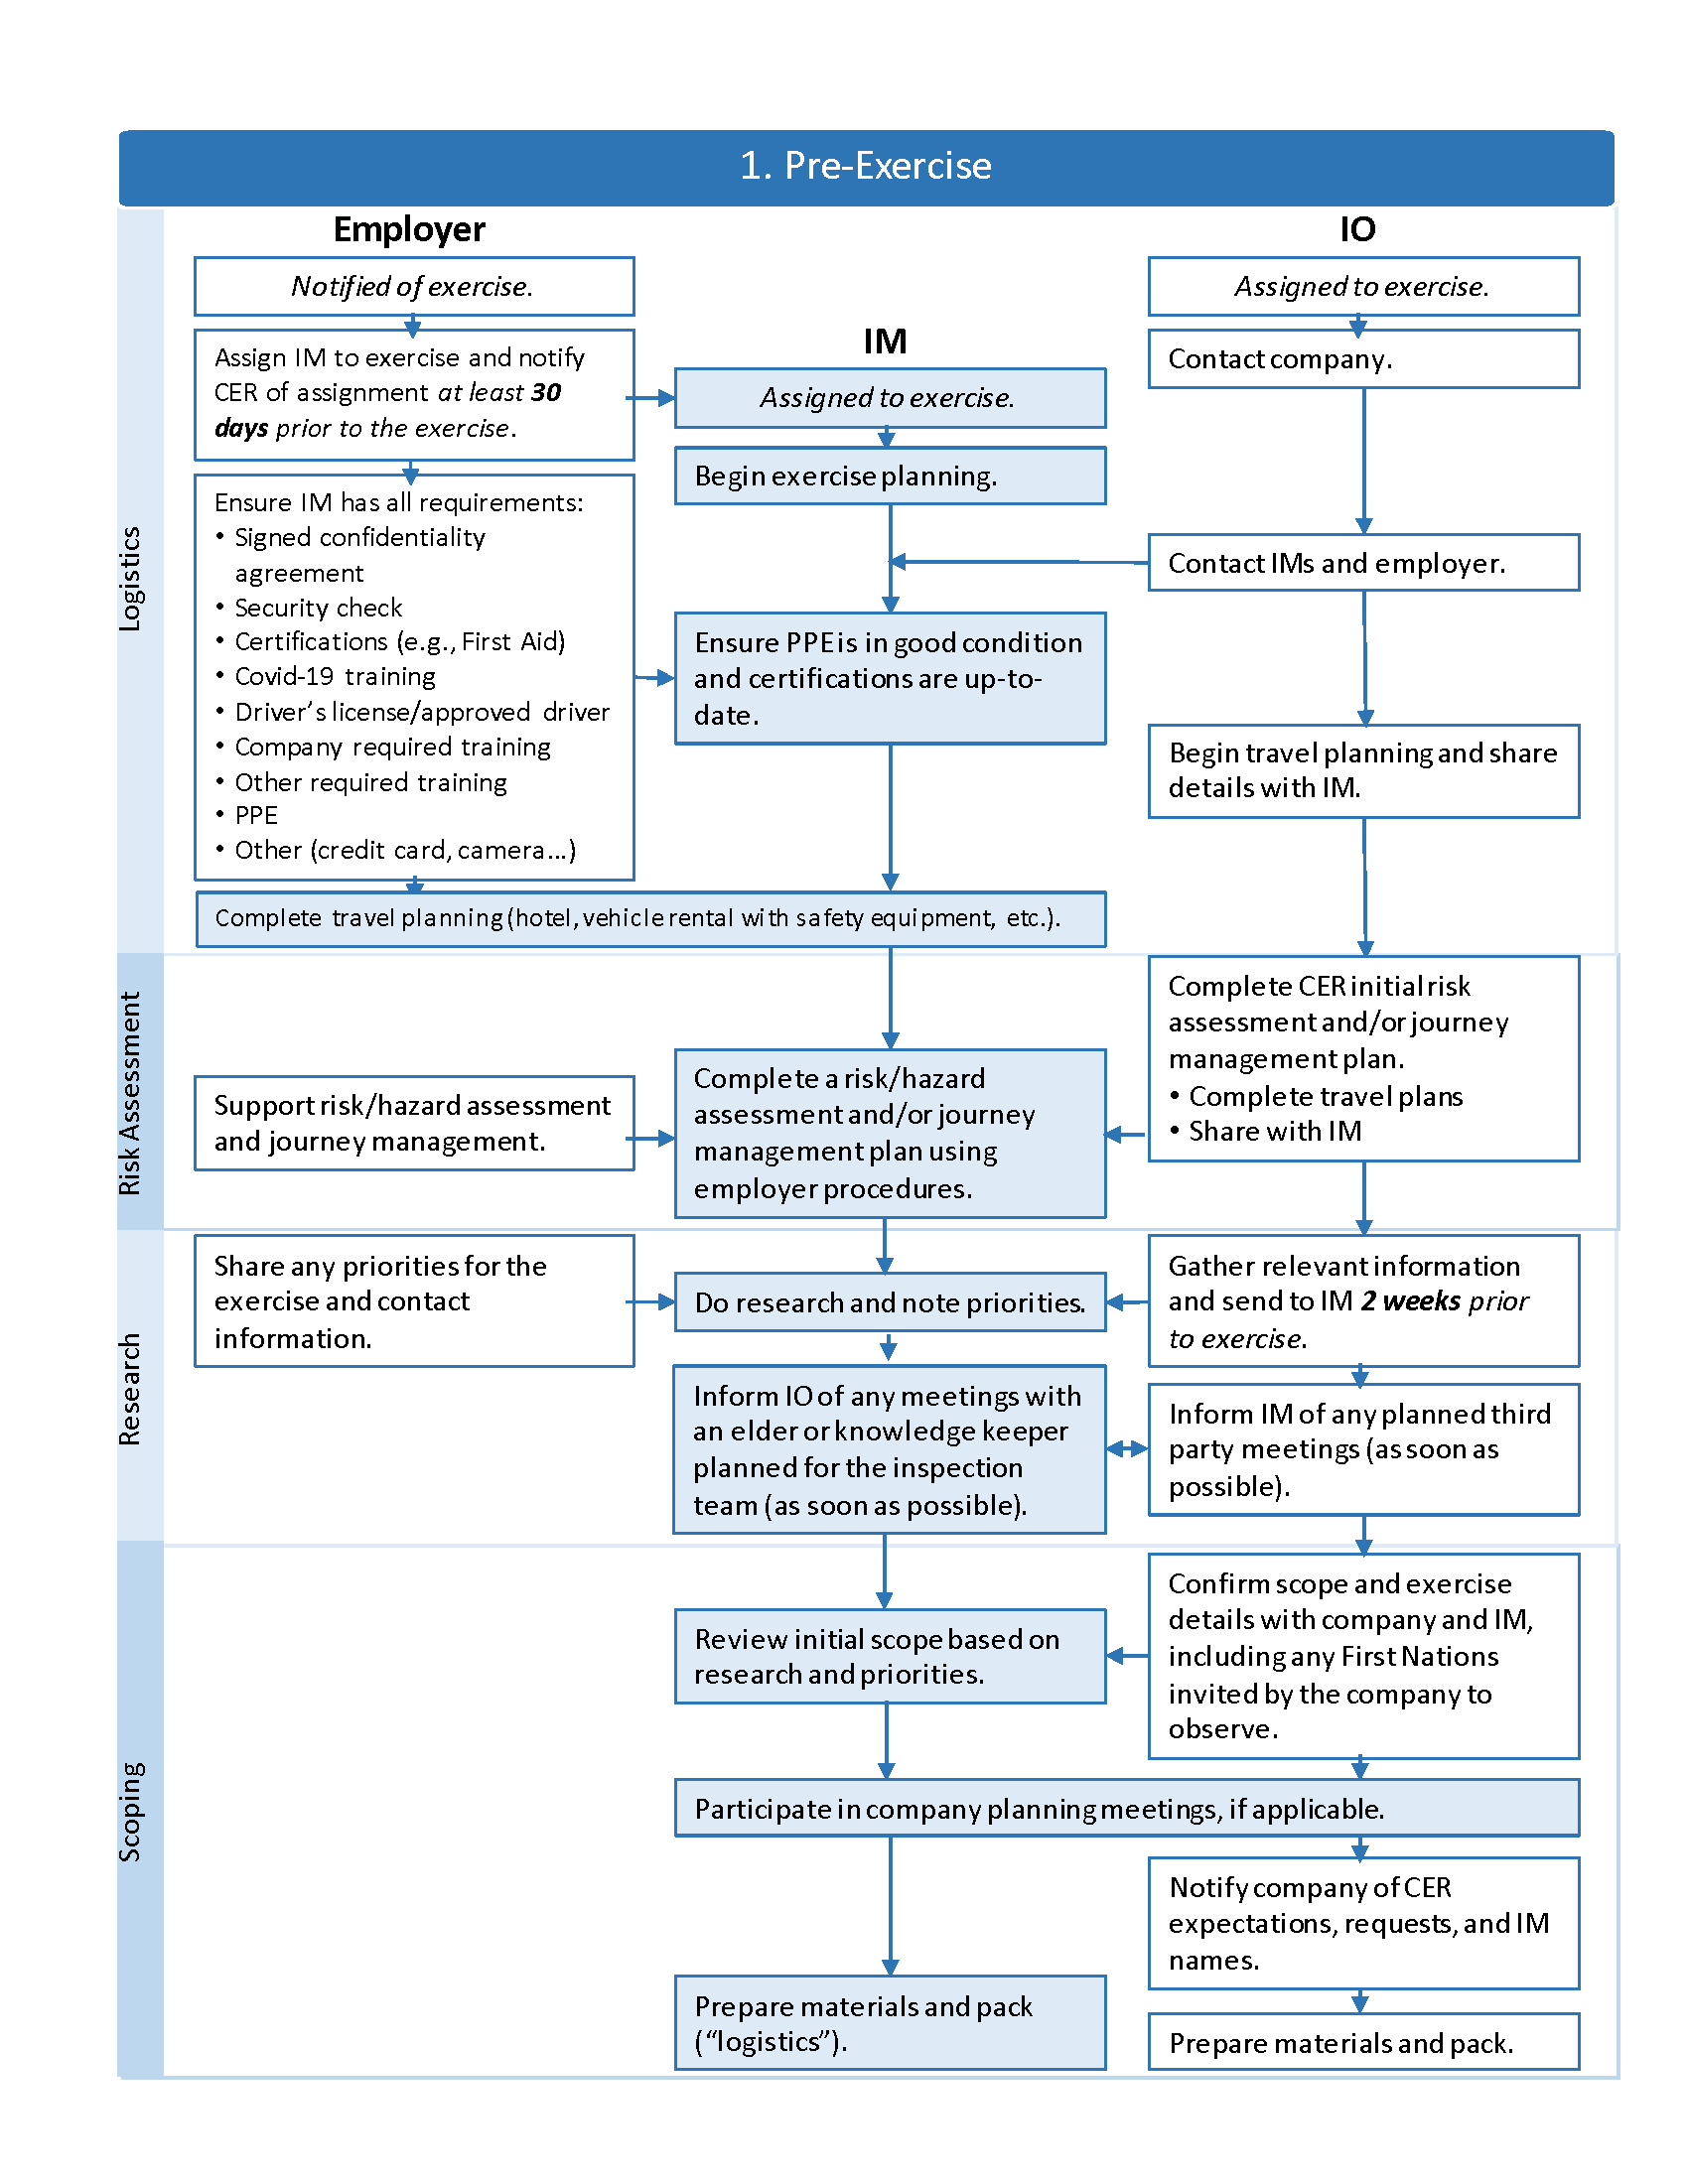 1. Pre-Exercise
Employer
IO
Notified of exercise.
Assigned to exercise.
IM
Assign IM to exercise and notify
CER of assignment at least 30
days prior to the exercise.
Contact company.
Assigned to exercise.
Begin exercise planning.
Logistics
Ensure IM has all requirements:
• Signed confidentiality
agreement
• Security check
• Certifications (e.g., First Aid)
• Covid-19 training
• Driver’s license/approved driver
• Company required training
• Other required training
• PPE
• Other (credit card, camera...)
Contact IMs and employer.
Ensure PPE is in good condition
and certifications are up-to-
date.
Begin travel planning and share
details with IM.
Complete travel planning (hotel, vehicle rental with safety equipment, etc.).
Risk Assessment
Support risk/hazard assessment
and journey management.
Complete a risk/hazard
assessment and/or journey
management plan using
employer procedures.
Complete CER initial risk
assessment and/or journey
management plan.
• Complete travel plans
• Share with IM
Research
Share any priorities for the
exercise and contact
information.
Do research and note priorities.
Gather relevant information
and send to IM 2 weeks prior
to exercise.
Inform IO of any meetings with
an elder or knowledge keeper
planned for the inspection
team (as soon as possible).
Inform IM of any planned third
party meetings (as soon as
possible).
Scoping
Review initial scope based on
research and priorities.
Confirm scope and exercise
details with company and IM,
including any First Nations
invited by the company to
observe.
Participate in company planning meetings, if applicable.
Notify company of CER
expectations, requests, and IM
names.
Prepare materials and pack
(“logistics”).
Prepare materials and pack.